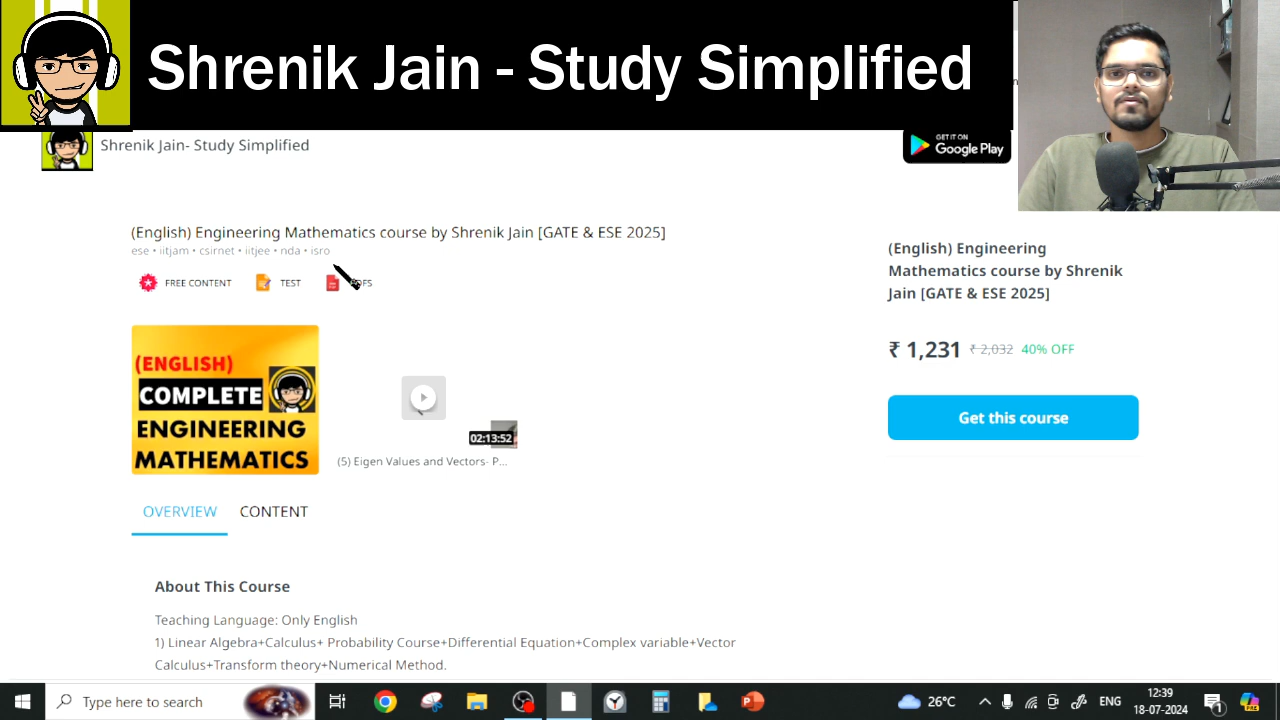 Shrenik Jain - Study Simplified
Shrenik Jain- Study Simplified
GET IT ON
Google Play
(English) Engineering Mathematics course by Shrenik Jain [GATE & ESE 2025]
ese • iitjam • csirnet • iitjee • nda • isro
FREE CONTENT
TEST
(English) Engineering
Mathematics course by Shrenik
Jain [GATE & ESE 2025]
₹ 1,231 ₹ 2,032 40% OFF
Get this course
(ENGLISH)
COMPLETE
ENGINEERING
MATHEMATICS
02:13:52
(5) Eigen Values and Vectors- P...
OVERVIEW CONTENT
About This Course
Teaching Language: Only English
1) Linear Algebra+Calculus+ Probability Course+Differential Equation+Complex variable+Vector
Calculus+Transform theory+Numerical Method.
Type here to search
26°C
ENG
12:39
18-07-2024
1